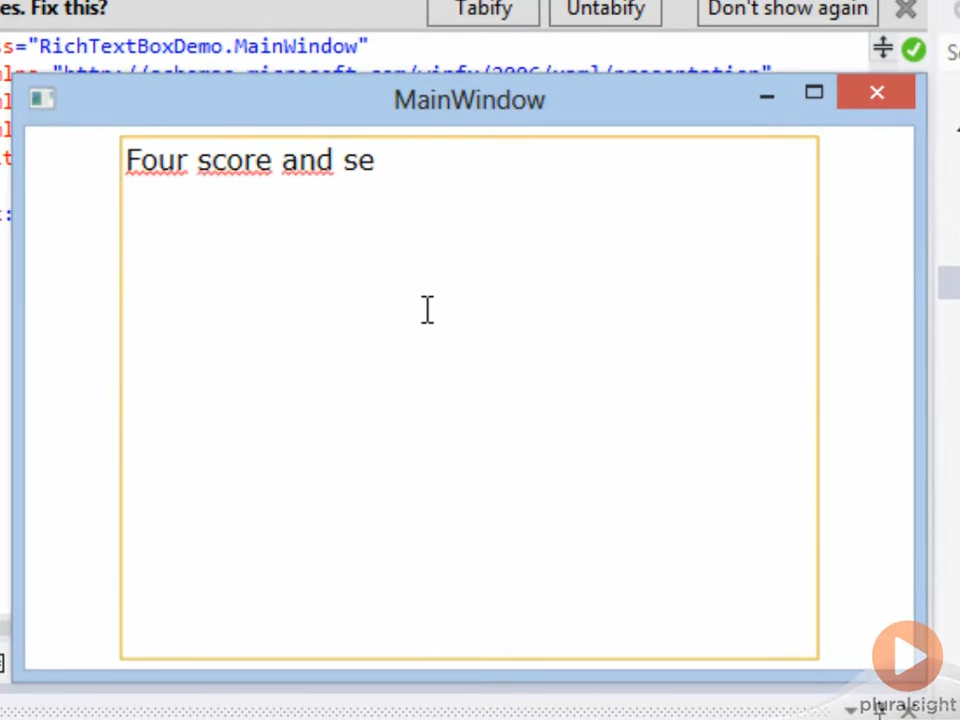 es. Fix this?
Tabify
Untabify
Don't show again
ss="RichTextBoxDemo.MainWindow"
MainWindow
Four score and se
pluralsight